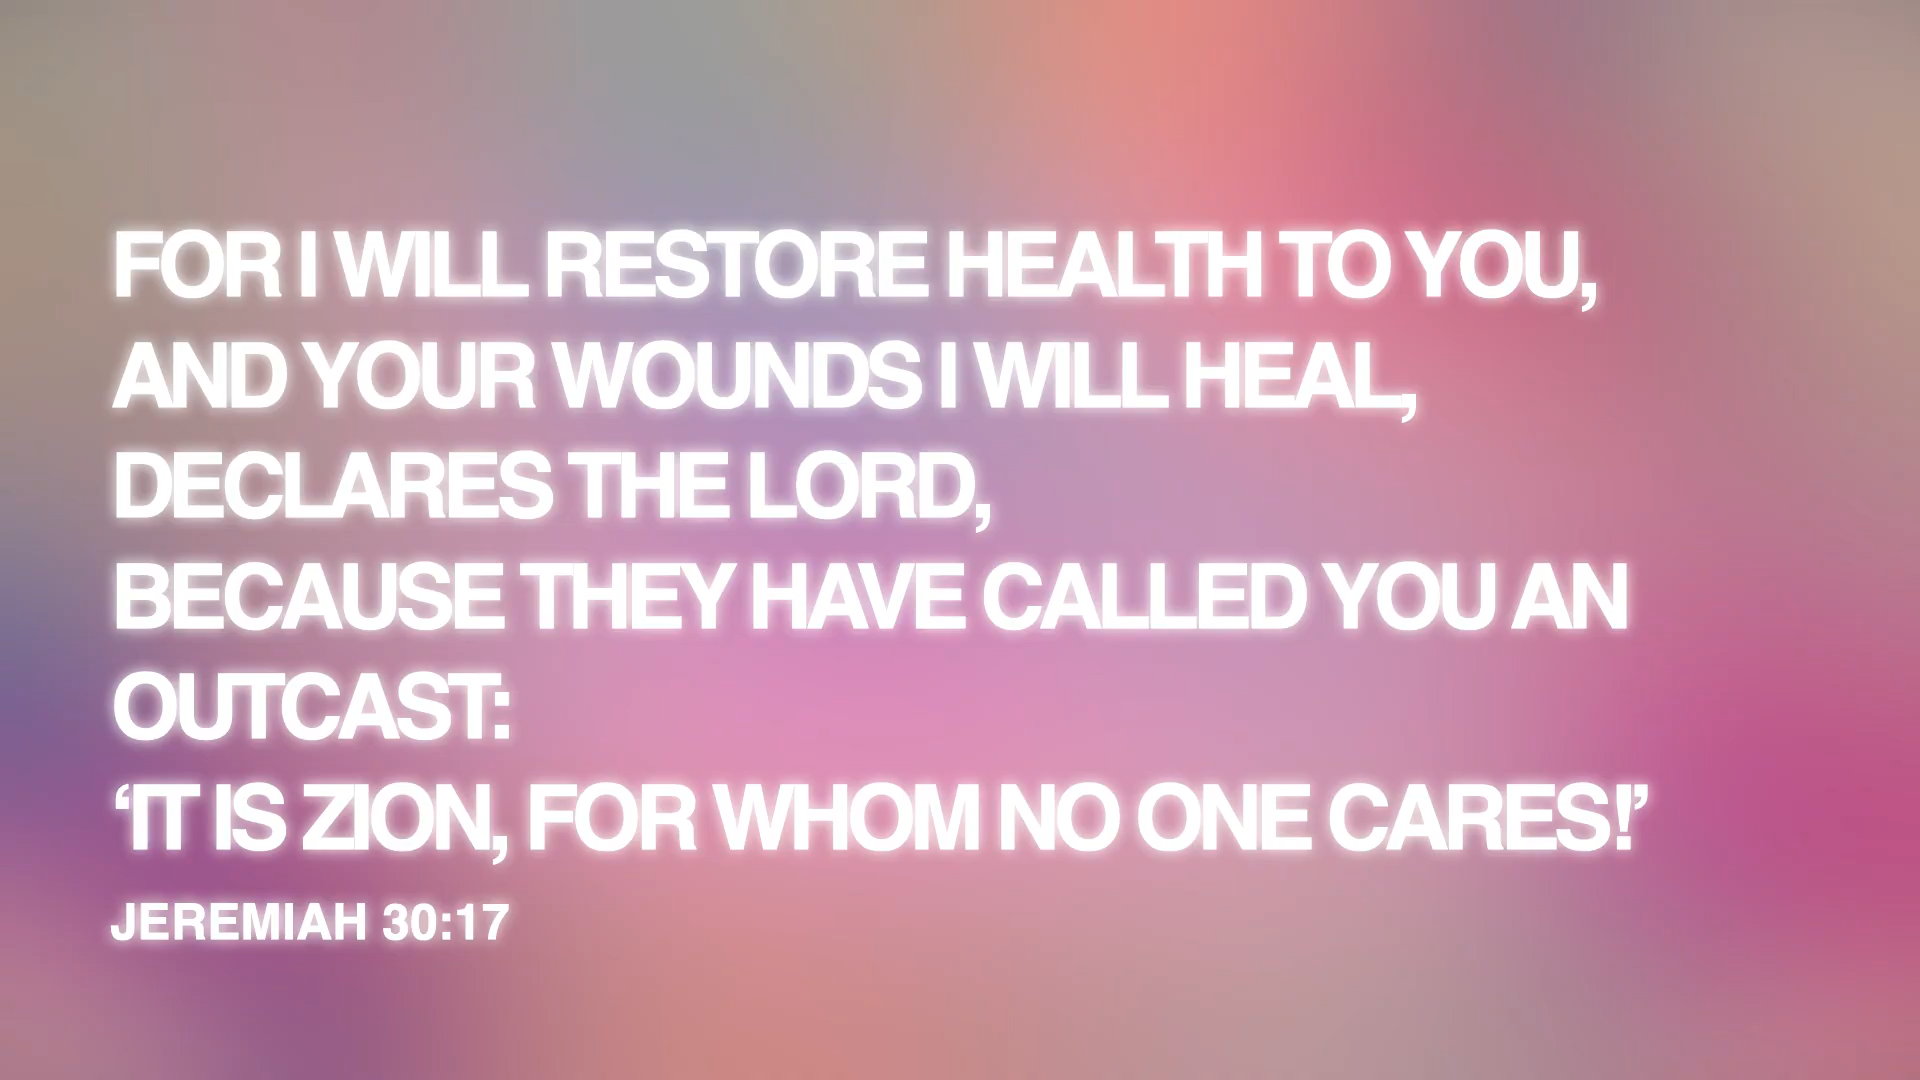 FOR I WILL RESTORE HEALTH TO YOU,
AND YOUR WOUNDS I WILL HEAL,
DECLARES THE LORD,
BECAUSE THEY HAVE CALLED YOU AN
OUTCAST:
‘IT IS ZION, FOR WHOM NO ONE CARES!’
JEREMIAH 30:17